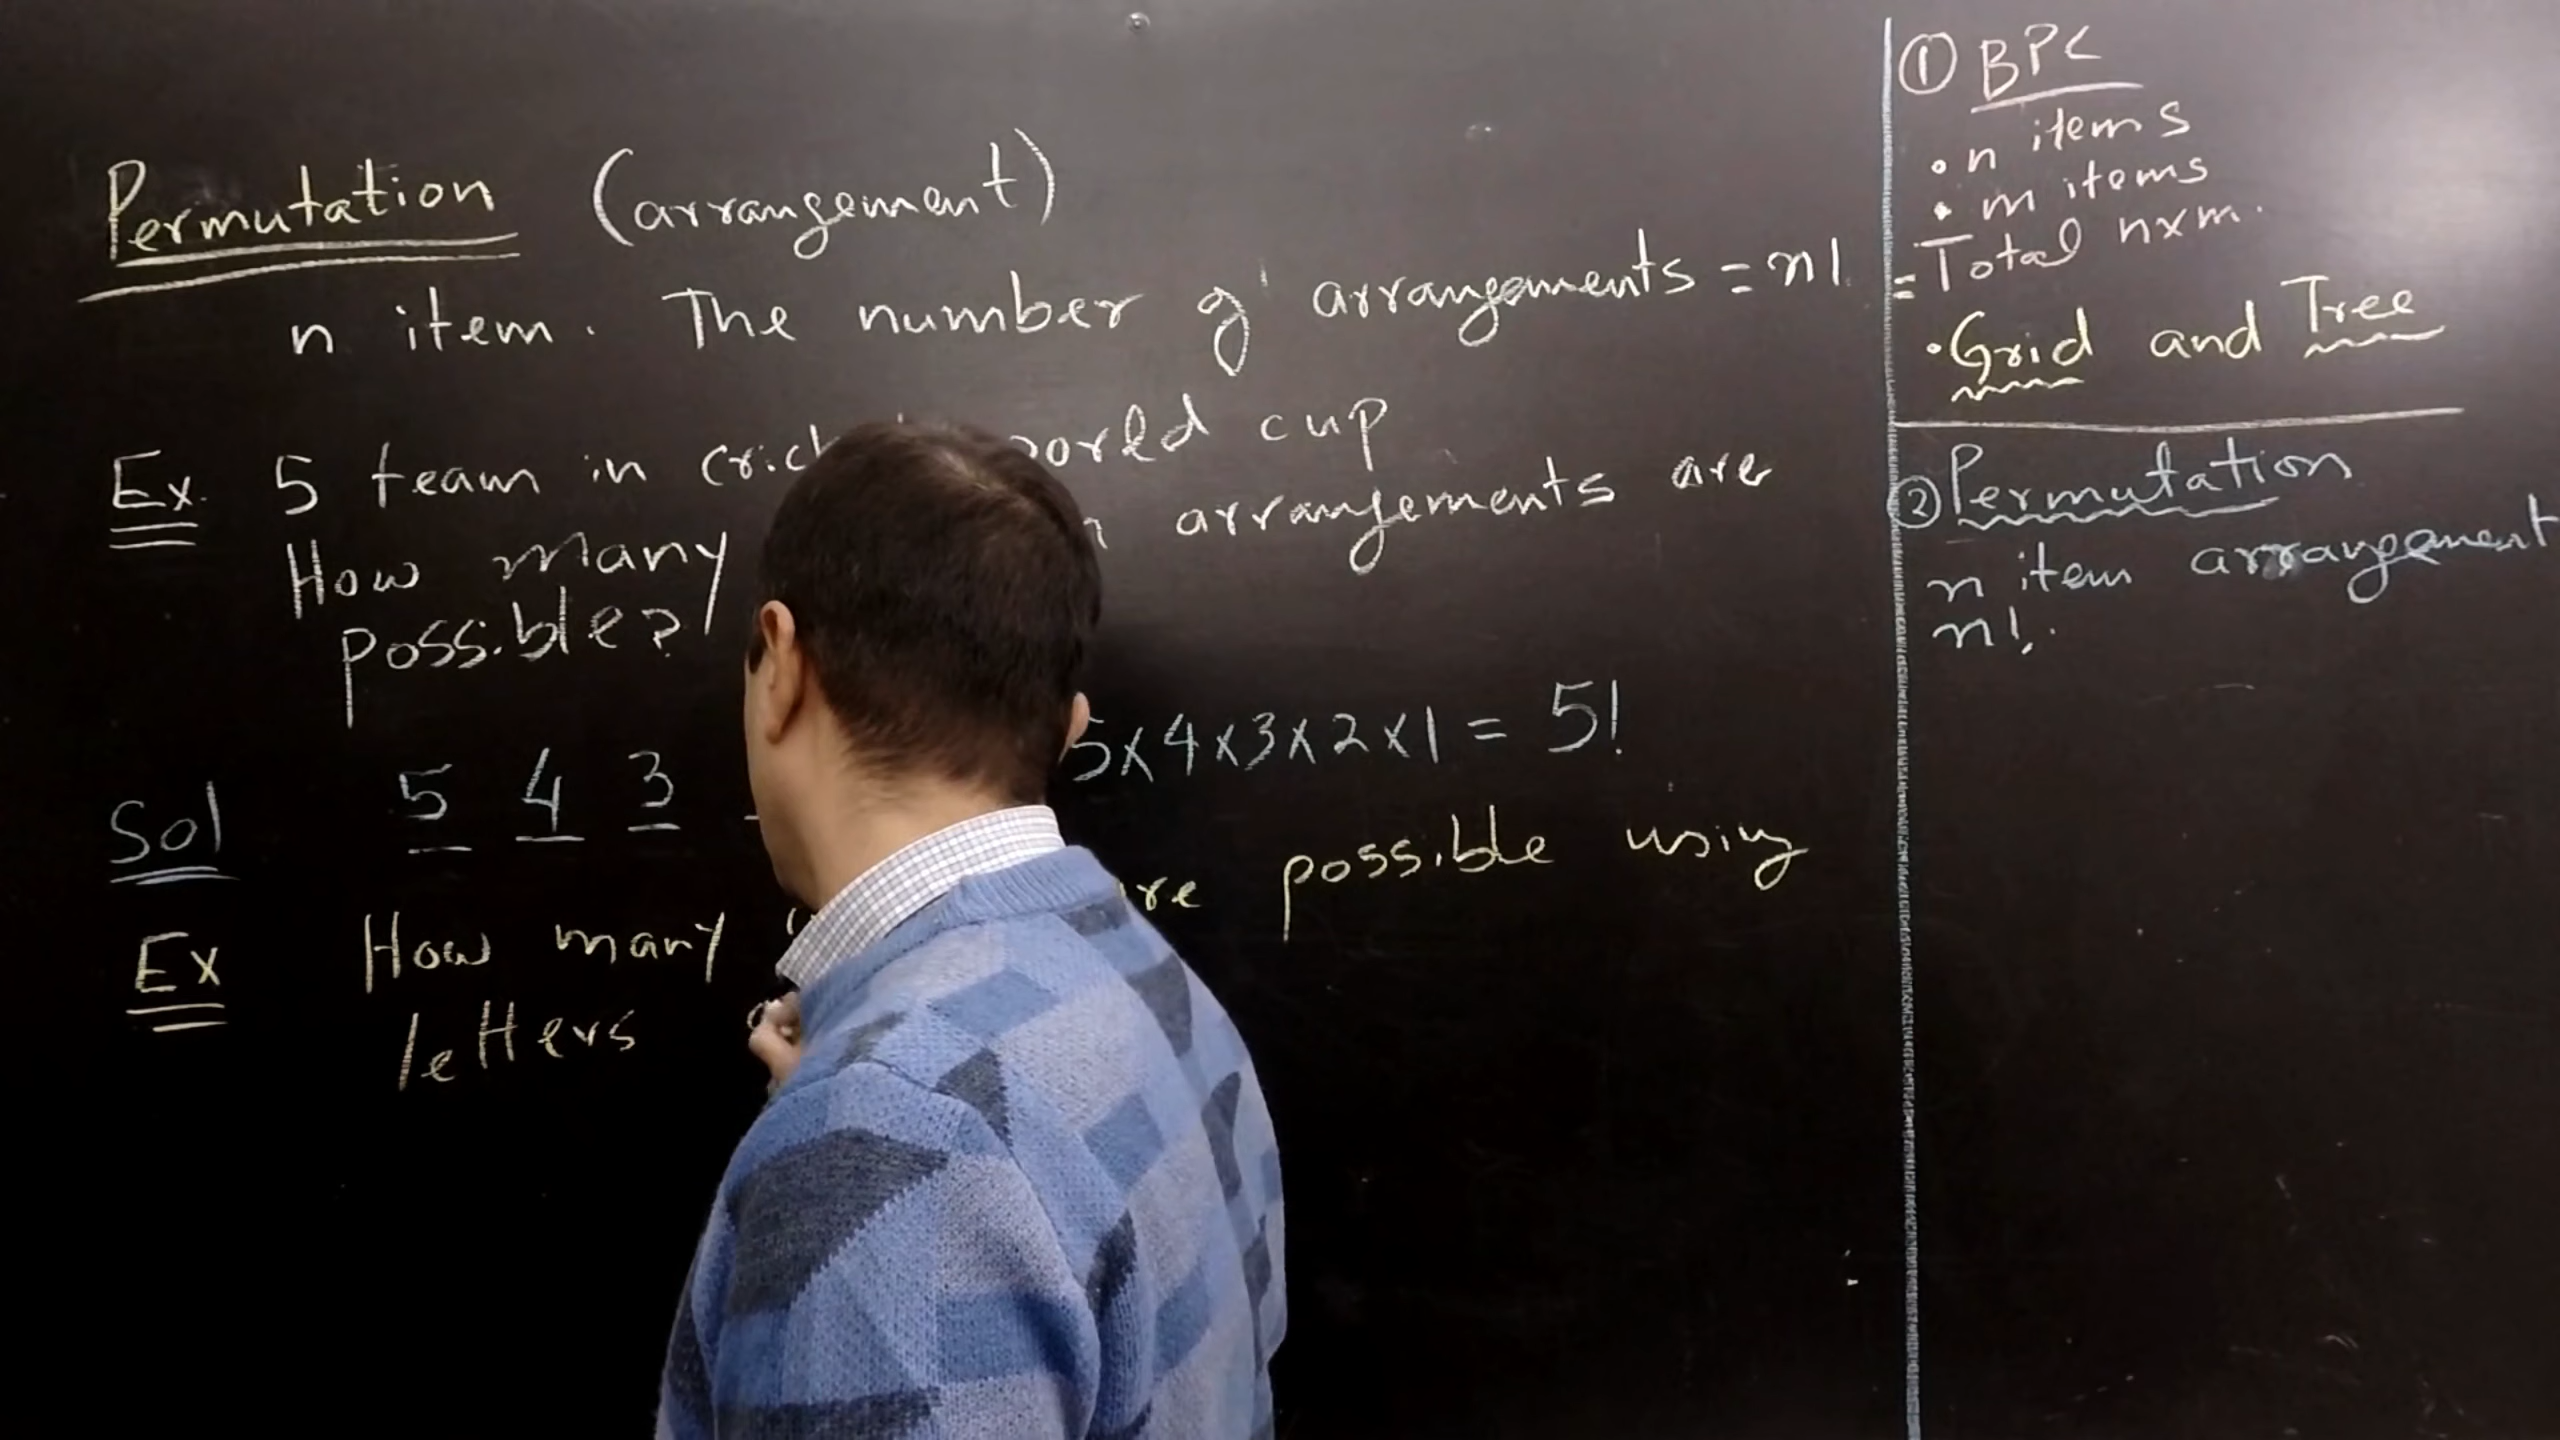 Permutation (arrangement)
n item. The number of arrangements = n!
Ex. 5 team in world cup
How many arrangements are
possible?
Sol 5 4 3 5x4x3x2x1 = 5!
Ex How many possible using
letters
① BPC
• n items
• m items
= Total nxm.
• Grid and Tree
② Permutation
n item arrangement
n!.